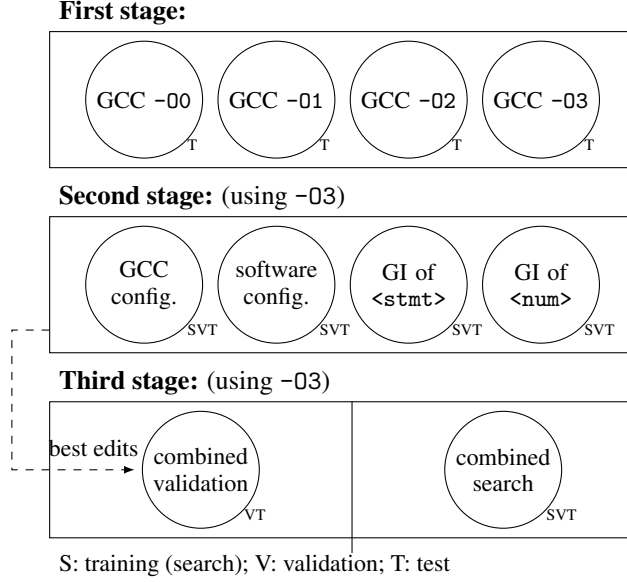 First stage:
GCC -O0 GCC -O1 GCC -O2 GCC -O3
T T T T
Second stage: (using -O3)
GCC config. software config. GI of <stmt> GI of <num>
SVT SVT SVT SVT
Third stage: (using -O3)
best edits
combined validation
VT
combined search
SVT
S: training (search); V: validation; T: test